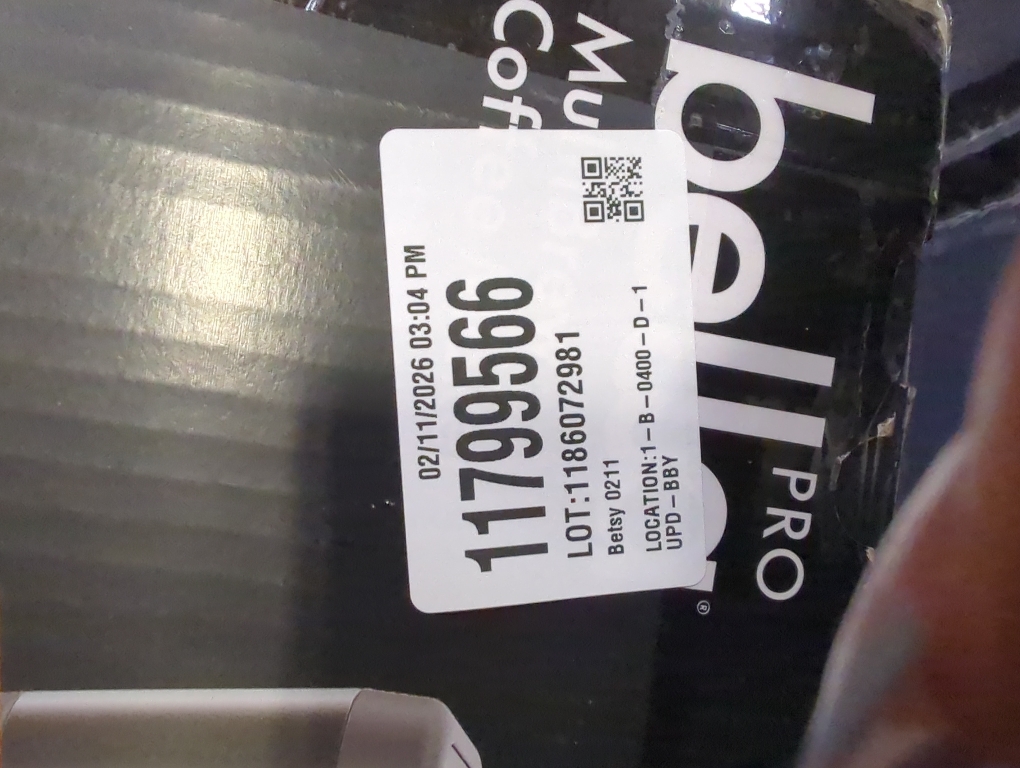 bella
PRO
®
02/11/2026 03:04 PM
11799566
LOT:1186072981
Betsy 0211
LOCATION:1-B-0400-D-1
UPD-BBY